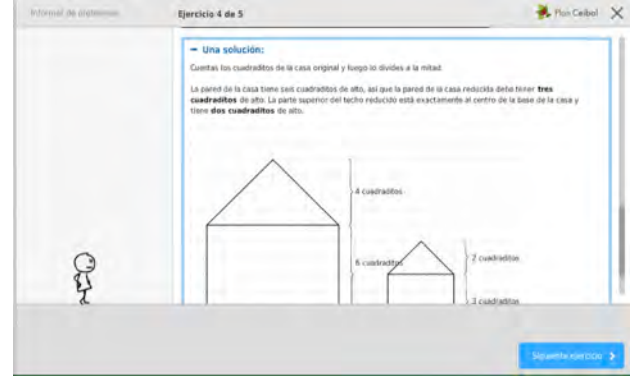 Ejercicio 4 de 5
Plan Ceibal
− Una solución:
Cuentas los cuadraditos de la casa original y luego lo divides a la mitad.
La pared de la casa tiene seis cuadraditos de alto, así que la pared de la casa reducida debe tener tres
cuadraditos de alto. La parte superior del techo reducido está exactamente al centro de la base de la casa y
tiene dos cuadraditos de alto.
4 cuadraditos
6 cuadraditos
2 cuadraditos
3 cuadraditos
Siguiente ejercicio